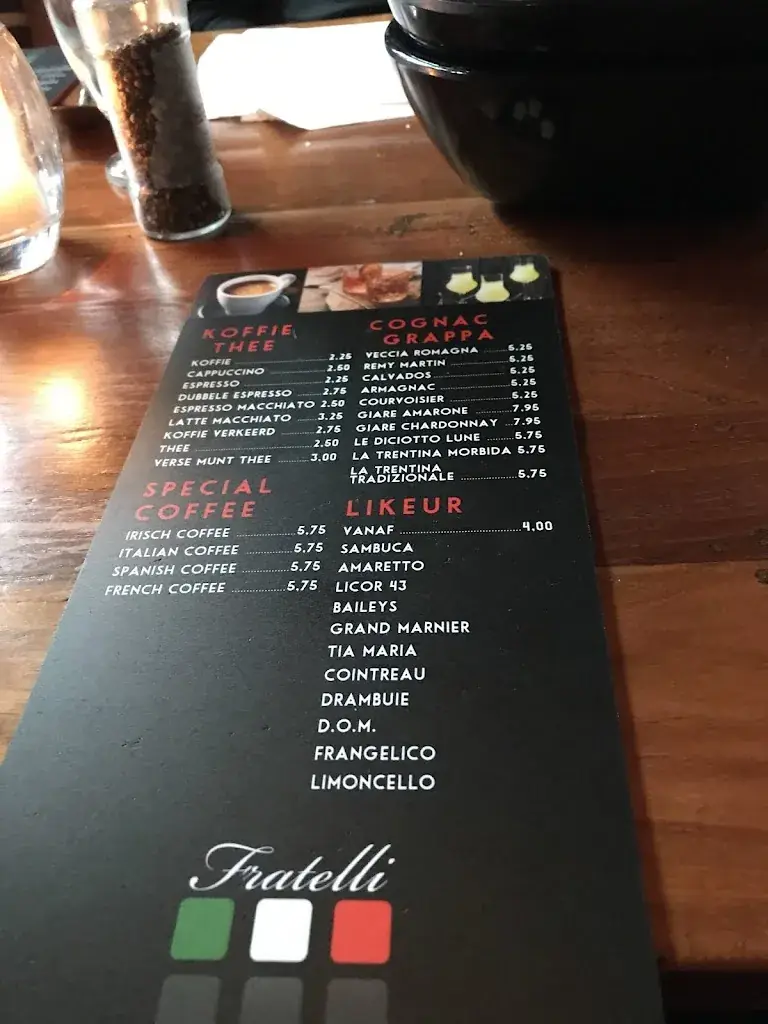 KOFFIE
THEE
KOFFIE 2.25
CAPPUCCINO 2.50
ESPRESSO 2.25
DUBBELE ESPRESSO 2.75
ESPRESSO MACCHIATO 2.50
LATTE MACCHIATO 3.25
KOFFIE VERKEERD 2.75
THEE 2.50
VERSE MUNT THEE 3.00
SPECIAL
COFFEE
IRISCH COFFEE 5.75
ITALIAN COFFEE 5.75
SPANISH COFFEE 5.75
FRENCH COFFEE 5.75
COGNAC
GRAPPA
VECCIA ROMAGNA 5.25
REMY MARTIN 5.25
CALVADOS 5.25
ARMAGNAC 5.25
COURVOISIER 5.25
GIARE AMARONE 7.95
GIARE CHARDONNAY 7.95
LE DICIOTTO LUNE 5.75
LA TRENTINA MORBIDA 5.75
LA TRENTINA
TRADIZIONALE 5.75
LIKEUR
VANAF 4.00
SAMBUCA
AMARETTO
LICOR 43
BAILEYS
GRAND MARNIER
TIA MARIA
COINTREAU
DRAMBUIE
D.O.M.
FRANGELICO
LIMONCELLO
Fratelli